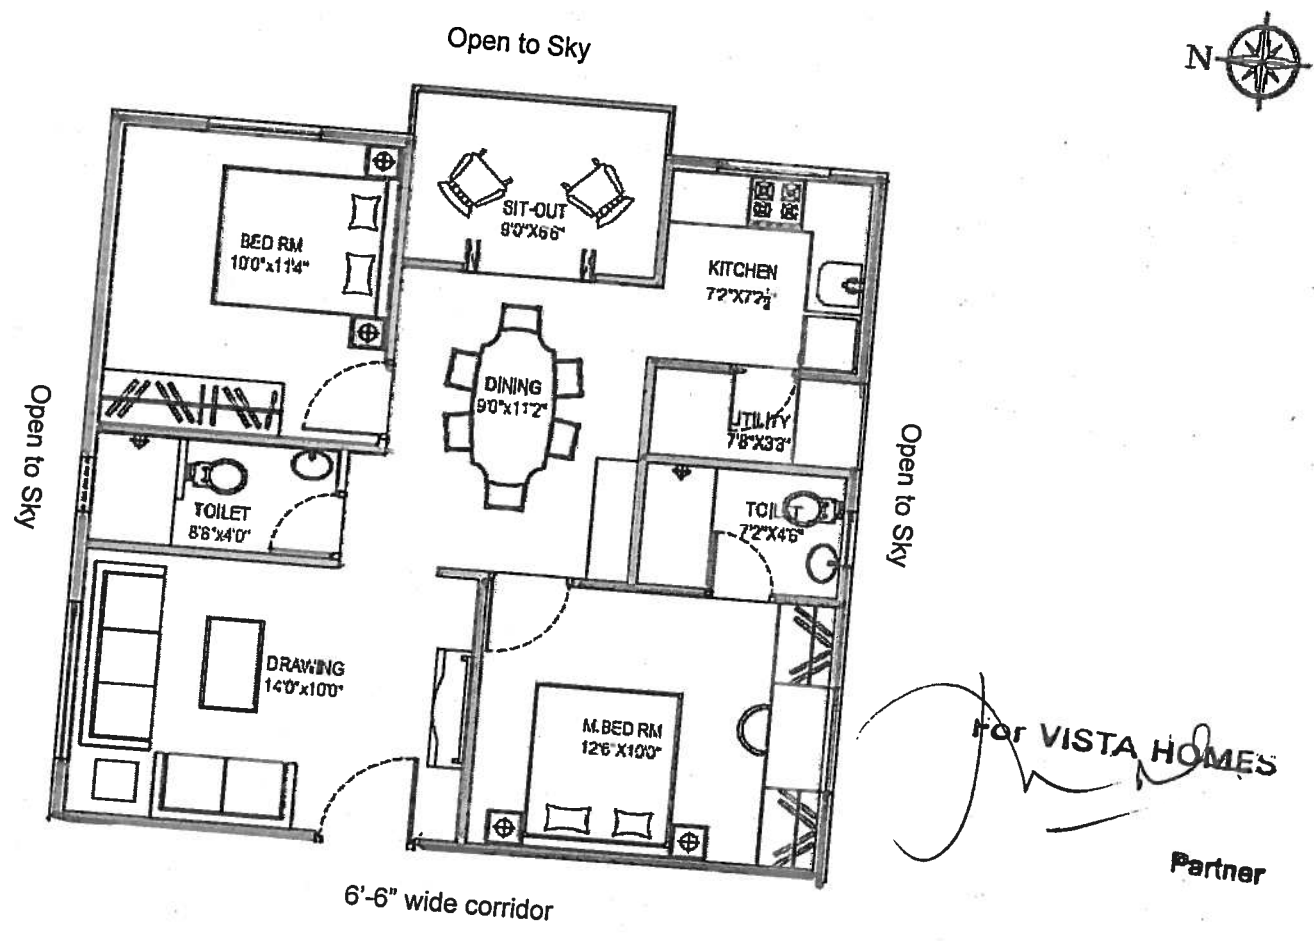 Open to Sky
N
SIT-OUT
9'0"X6'6"
BED RM
10'0"x11'4"
KITCHEN
7'2"X7'2½"
DINING
9'0"x11'2"
UTILITY
7'8"X3'3"
Open to Sky
Open to Sky
TOILET
8'6"x4'0"
TOILET
7'2"X4'6"
DRAWING
14'0"x10'0"
M.BED RM
12'6"X10'0"
For VISTA HOMES
Partner
6'-6" wide corridor